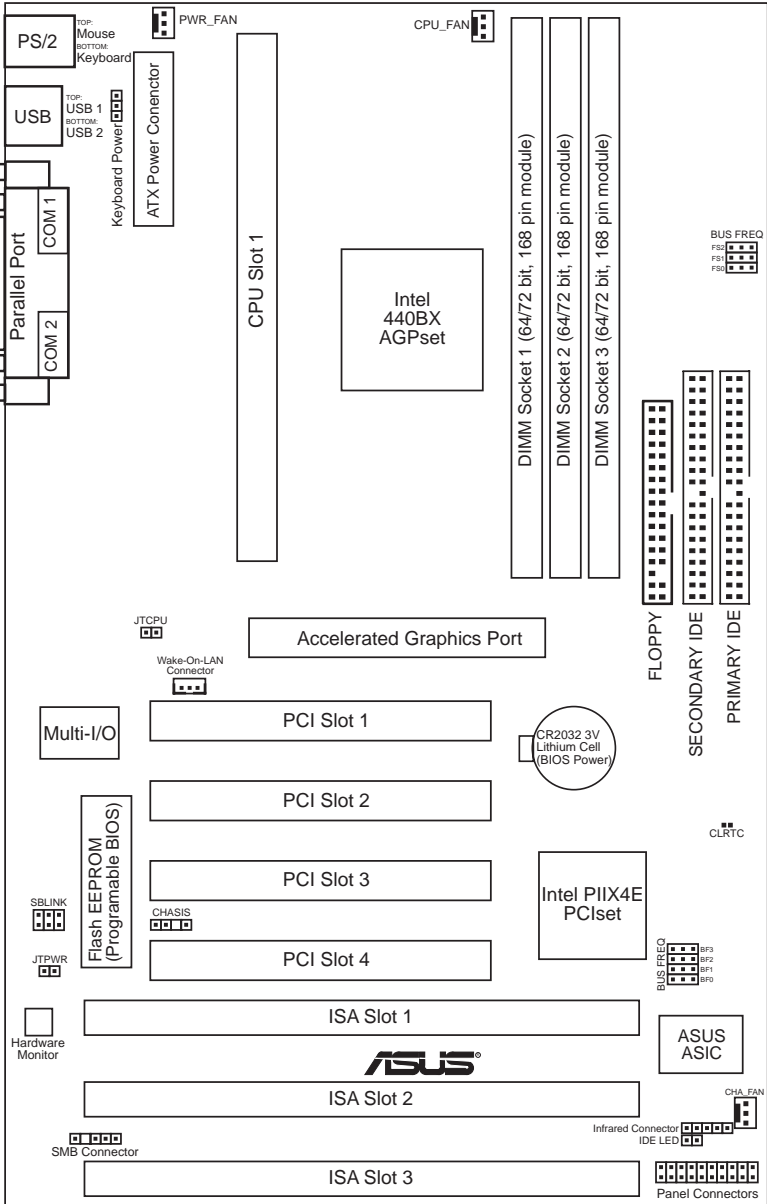 PS/2
TOP:
Mouse
BOTTOM:
Keyboard
PWR_FAN
CPU_FAN
USB
TOP:
USB 1
BOTTOM:
USB 2
Keyboard Power
ATX Power Conenctor
Parallel Port
COM 1
COM 2
CPU Slot 1
Intel
440BX
AGPset
DIMM Socket 1 (64/72 bit, 168 pin module)
DIMM Socket 2 (64/72 bit, 168 pin module)
DIMM Socket 3 (64/72 bit, 168 pin module)
BUS FREQ
FS2
FS1
FS0
FLOPPY
SECONDARY IDE
PRIMARY IDE
JTCPU
Accelerated Graphics Port
Wake-On-LAN
Connector
Multi-I/O
PCI Slot 1
CR2032 3V
Lithium Cell
(BIOS Power)
PCI Slot 2
CLRTC
Flash EEPROM
(Programable BIOS)
PCI Slot 3
Intel PIIX4E
PCIset
SBLINK
CHASIS
JTPWR
PCI Slot 4
BUS FREQ
BF3
BF2
BF1
BF0
Hardware
Monitor
ISA Slot 1
ASUS
ASIC
ASUS®
ISA Slot 2
CHA_FAN
Infrared Connector
IDE LED
SMB Connector
ISA Slot 3
Panel Connectors